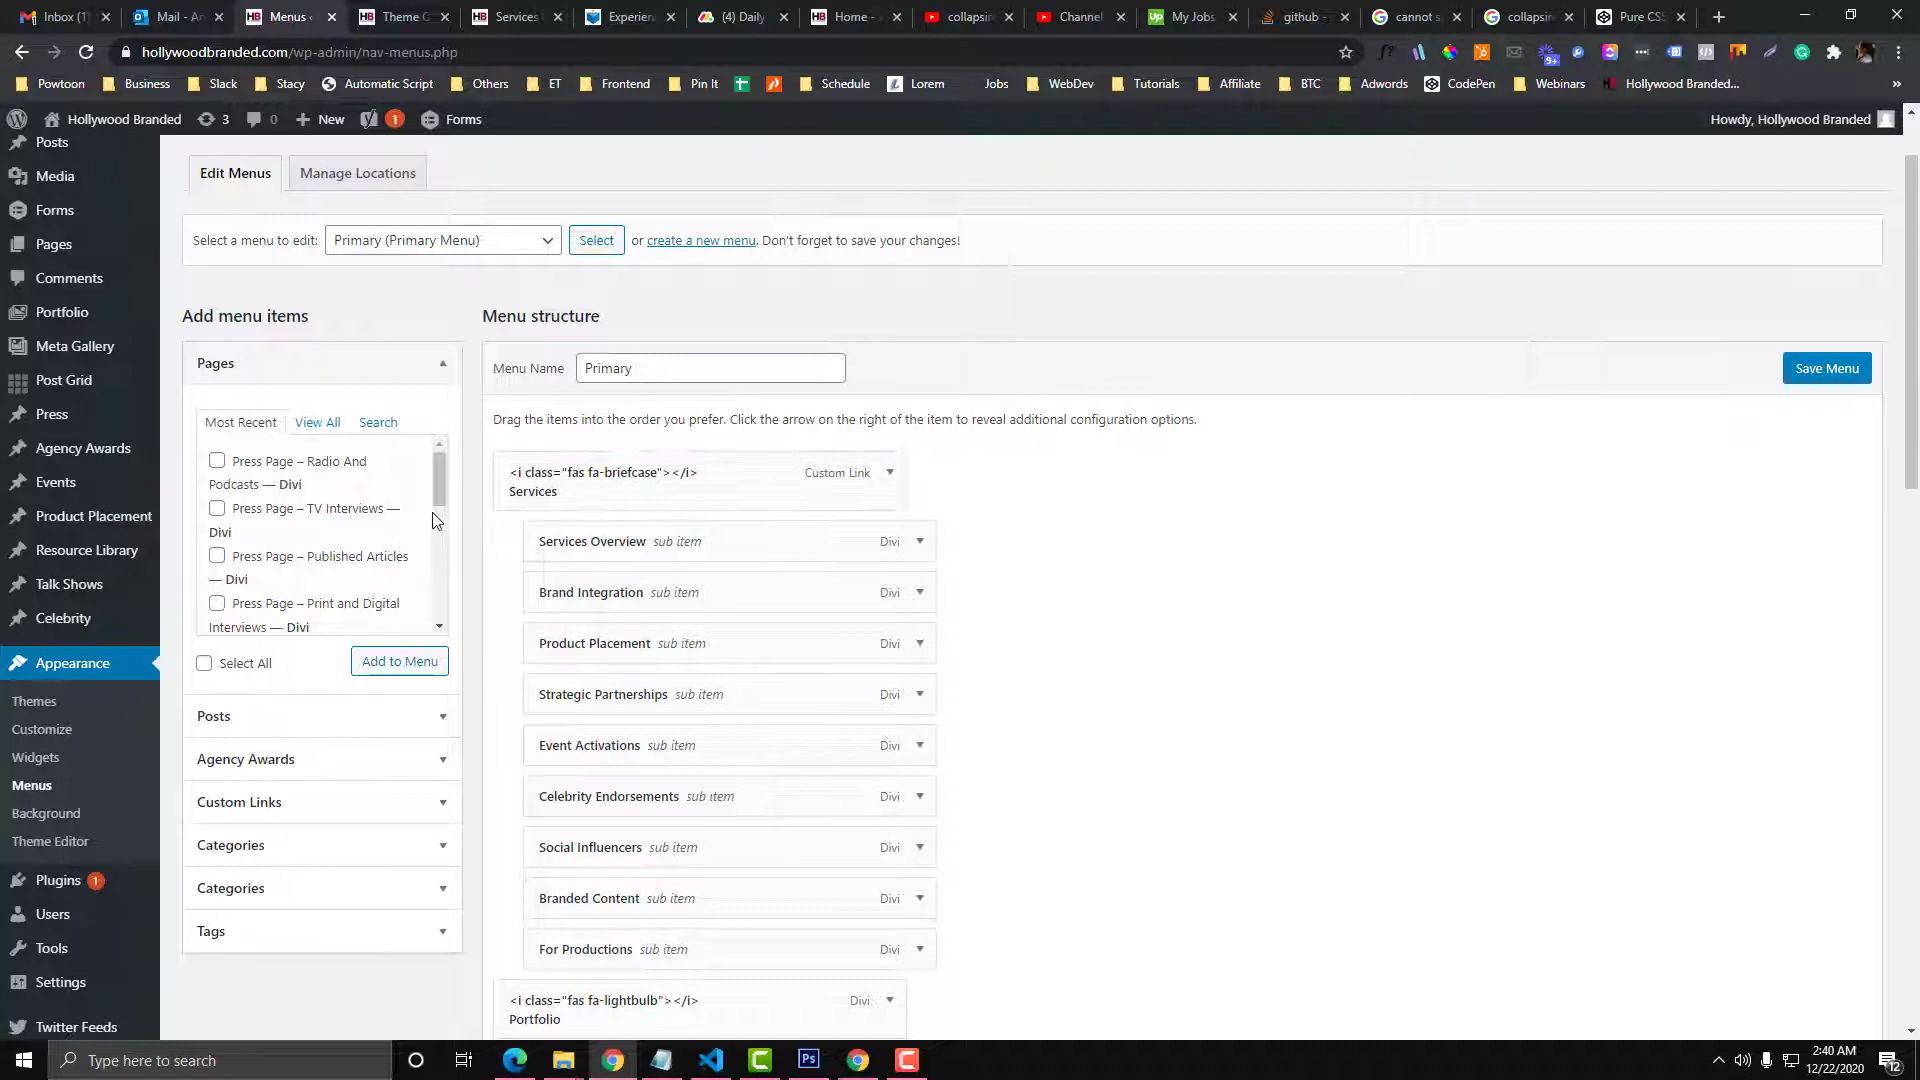 Inbox (1)
Mail - An
Menus ‹
Theme C
Services
Experien
(4) Daily
Home -
collapsin
Channel
My Jobs
github -
cannot s
collapsin
Pure CS
hollywoodbranded.com/wp-admin/nav-menus.php
Powtoon
Business
Slack
Stacy
Automatic Script
Others
ET
Frontend
Pin It
Schedule
Lorem
Jobs
WebDev
Tutorials
Affiliate
BTC
Adwords
CodePen
Webinars
Hollywood Branded...
Hollywood Branded
3
0
New
1
Forms
Howdy, Hollywood Branded
Posts
Media
Forms
Pages
Comments
Portfolio
Meta Gallery
Post Grid
Press
Agency Awards
Events
Product Placement
Resource Library
Talk Shows
Celebrity
Appearance
Themes
Customize
Widgets
Menus
Background
Theme Editor
Plugins 1
Users
Tools
Settings
Twitter Feeds
Edit Menus
Manage Locations
Select a menu to edit: Primary (Primary Menu) Select or create a new menu. Don't forget to save your changes!
Add menu items
Pages
Most Recent View All Search
Press Page – Radio And
Podcasts — Divi
Press Page – TV Interviews —
Divi
Press Page – Published Articles
— Divi
Press Page – Print and Digital
Interviews — Divi
Select All
Add to Menu
Posts
Agency Awards
Custom Links
Categories
Categories
Tags
Menu structure
Menu Name Primary
Save Menu
Drag the items into the order you prefer. Click the arrow on the right of the item to reveal additional configuration options.
<i class="fas fa-briefcase"></i> Custom Link
Services
Services Overview sub item Divi
Brand Integration sub item Divi
Product Placement sub item Divi
Strategic Partnerships sub item Divi
Event Activations sub item Divi
Celebrity Endorsements sub item Divi
Social Influencers sub item Divi
Branded Content sub item Divi
For Productions sub item Divi
<i class="fas fa-lightbulb"></i> Divi
Portfolio
Type here to search
2:40 AM
12/22/2020
12